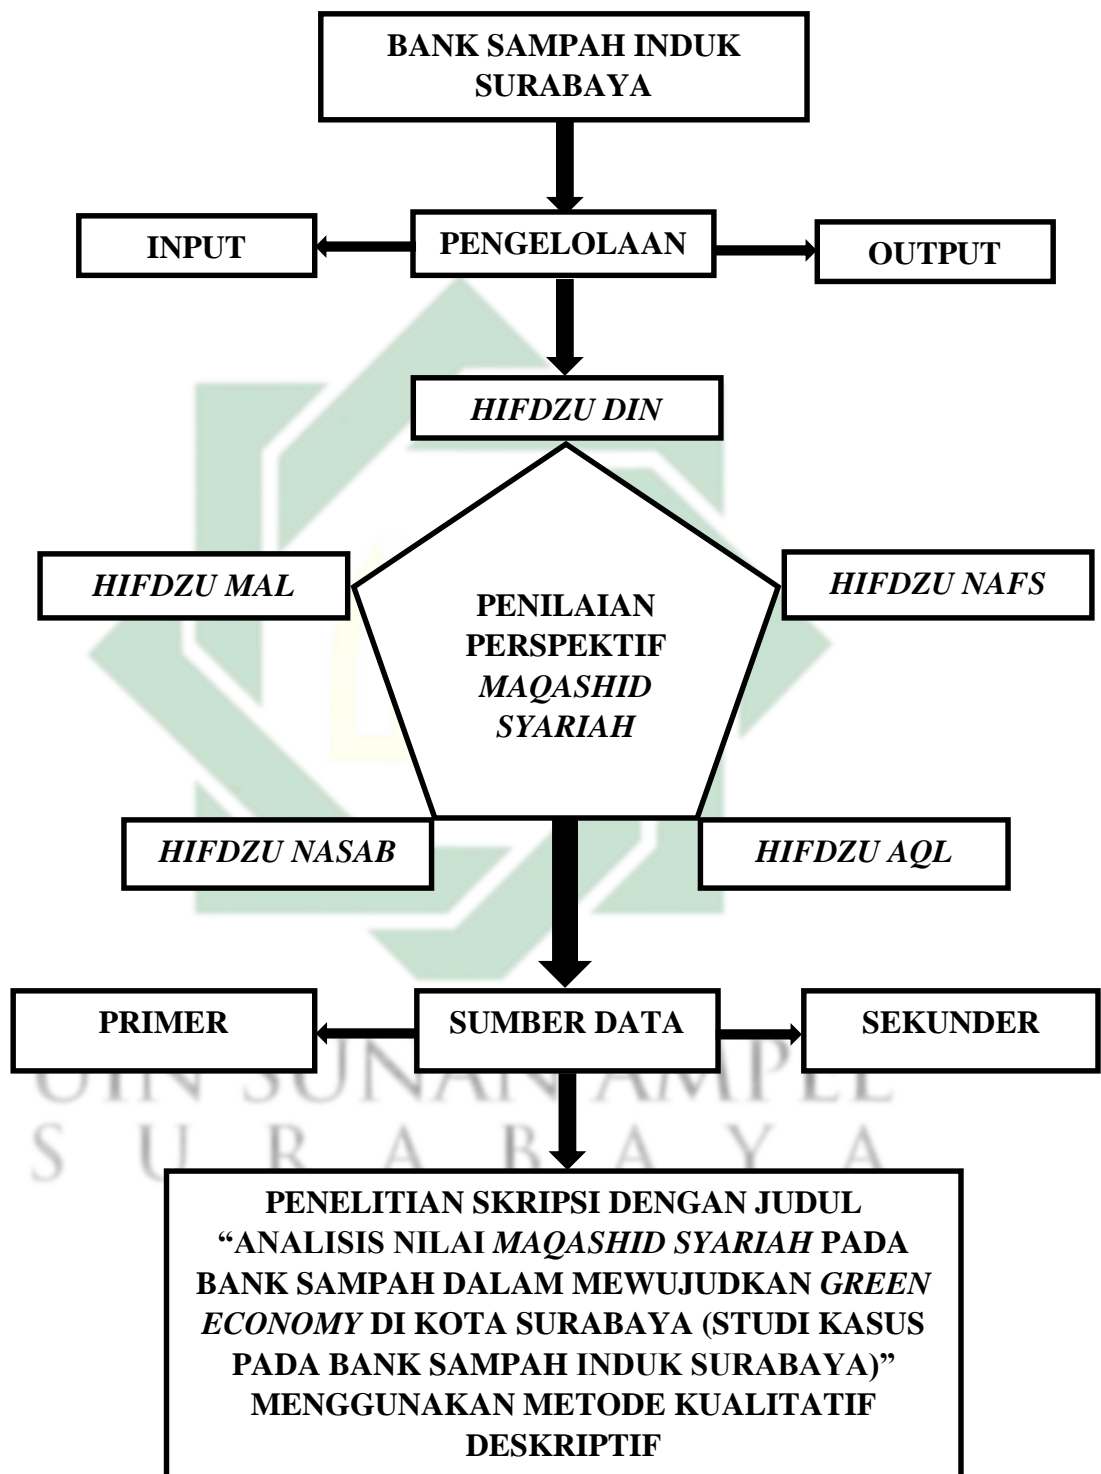 BANK SAMPAH INDUK
SURABAYA
INPUT
PENGELOLAAN
OUTPUT
HIFDZU DIN
HIFDZU MAL
HIFDZU NAFS
PENILAIAN
PERSPEKTIF
MAQASHID
SYARIAH
HIFDZU NASAB
HIFDZU AQL
PRIMER
SUMBER DATA
SEKUNDER
UIN SUNAN AMPEL
S U R A B A Y A
PENELITIAN SKRIPSI DENGAN JUDUL
“ANALISIS NILAI MAQASHID SYARIAH PADA
BANK SAMPAH DALAM MEWUJUDKAN GREEN
ECONOMY DI KOTA SURABAYA (STUDI KASUS
PADA BANK SAMPAH INDUK SURABAYA)”
MENGGUNAKAN METODE KUALITATIF
DESKRIPTIF